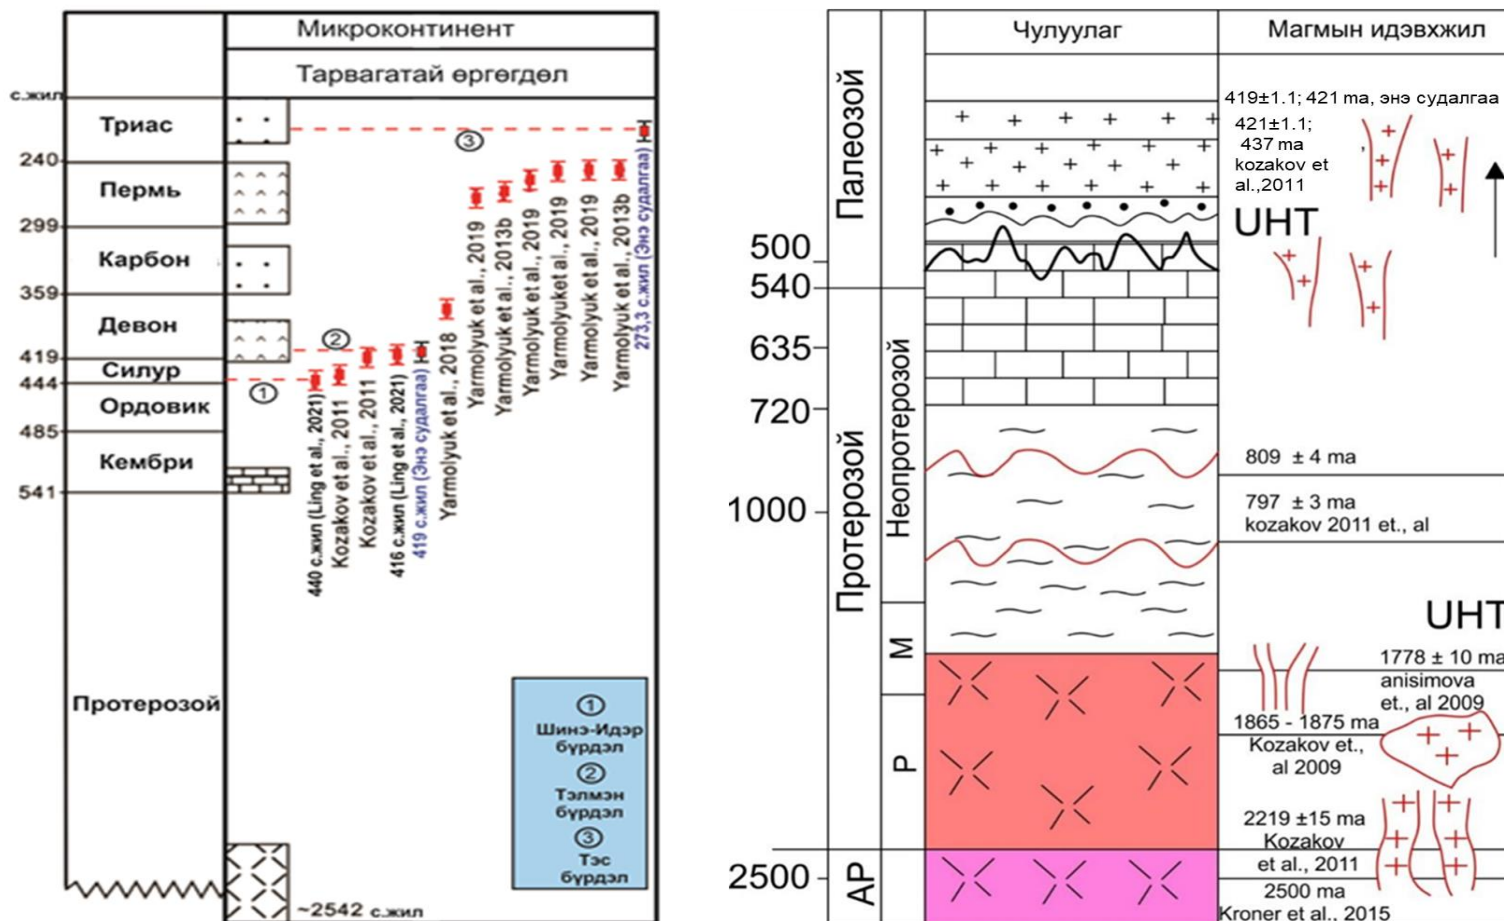 Микроконтинент
Тарвагатай өргөгдөл
с.жил
Триас
240
Пермь
299
Карбон
359
Девон
419
Силур
444
Ордовик
485
Кембри
541
Протерозой
~2542 с.жил
①
②
③
440 с.жил (Ling et al., 2021)
Kozakov et al., 2011
Kozakov et al., 2011
416 с.жил (Ling et al., 2021)
419 с.жил (Энэ судалгаа)
Yarmolyuk et al., 2018
Yarmolyuk et al., 2019
Yarmolyuk et al., 2013b
Yarmolyuk et al., 2019
Yarmolyuket al., 2019
Yarmolyuk et al., 2019
Yarmolyuk et al., 2013b
273,3 с.жил (Энэ судалгаа)
①
Шинэ-Идэр
бүрдэл
②
Тэлмэн
бүрдэл
③
Тэс
бүрдэл
Чулуулаг
Магмын идэвхжил
Палеозой
500
540
635
720
1000
2500
Протерозой
Неопротерозой
М
Р
АР
419±1.1; 421 ma, энэ судалгаа
421±1.1;
437 ma
kozakov et
al.,2011
UHT
809 ± 4 ma
797 ± 3 ma
kozakov 2011 et., al
UHT
1778 ± 10 ma
anisimova
et., al 2009
1865 - 1875 ma
Kozakov et.,
al 2009
2219 ±15 ma
Kozakov
et al., 2011
2500 ma
Kroner et al., 2015